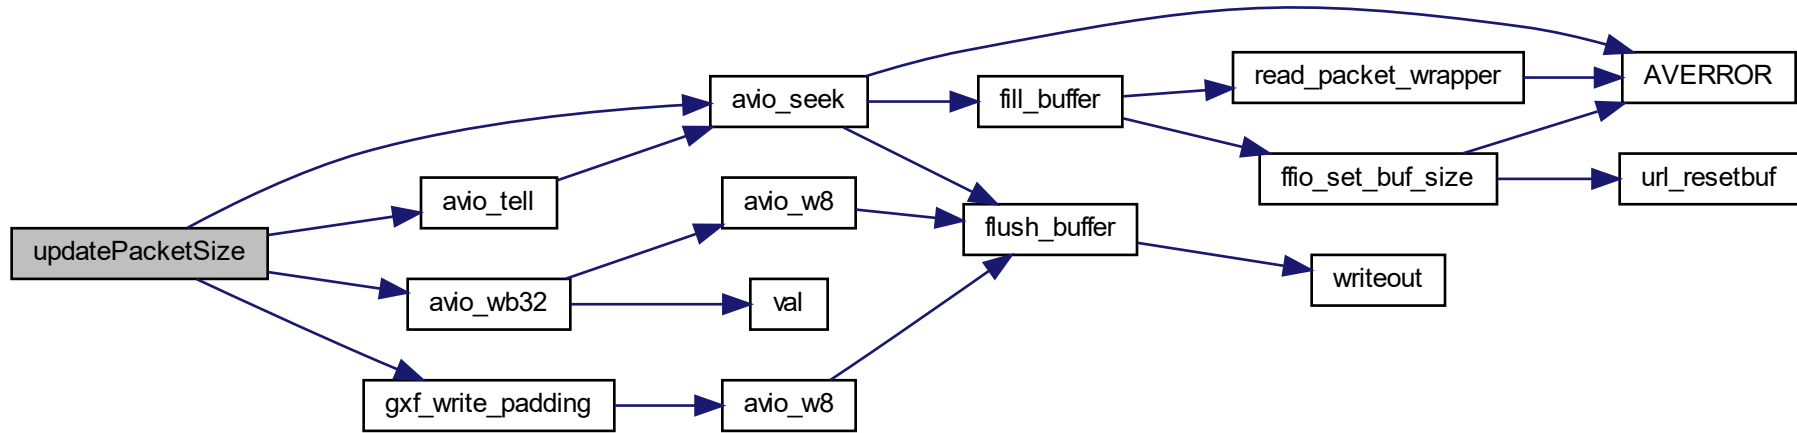 updatePacketSize
avio_seek
avio_tell
avio_wb32
gxf_write_padding
avio_w8
val
avio_w8
fill_buffer
flush_buffer
read_packet_wrapper
ffio_set_buf_size
writeout
AVERROR
url_resetbuf